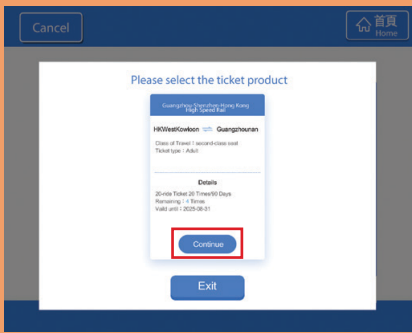 Cancel
首頁
Home
Please select the ticket product
Guangzhou-Shenzhen-Hong Kong
High Speed Rail
HKWestKowloon
Guangzhounan
Class of Travel : second-class seat
Ticket type : Adult
Details
20-ride Ticket 20 Times/90 Days
Remaining : 4 Times
Valid until : 2025-08-31
Continue
Exit